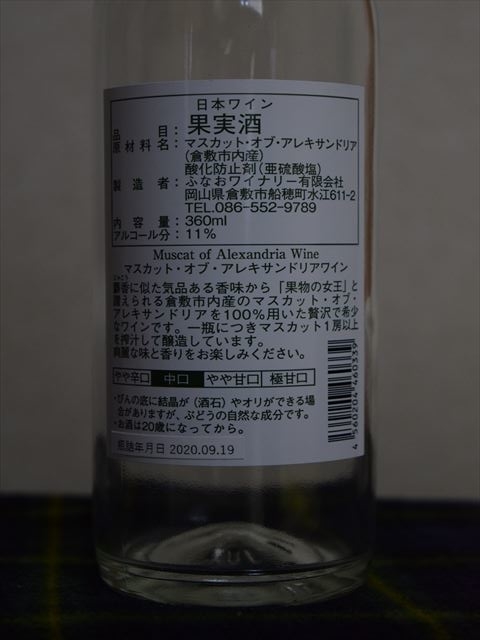 日本ワイン
品目：果実酒
原材料名：マスカット・オブ・アレキサンドリア
（倉敷市内産）
酸化防止剤（亜硫酸塩）
製造者：ふなおワイナリー有限会社
岡山県倉敷市船穂町水江611-2
TEL.086-552-9789
内容量：360ml
アルコール分：11%
Muscat of Alexandria Wine
マスカット・オブ・アレキサンドリアワイン
じゃこう
麝香に似た気品ある香味から「果物の女王」と
讃えられる倉敷市内産のマスカット・オブ・
アレキサンドリアを100%用いた贅沢で希少
なワインです。一瓶につきマスカット1房以上
を搾汁して醸造しています。
綺麗な味と香りをお楽しみください。
やや辛口 中口 やや甘口 極甘口
・びんの底に結晶が（酒石）やオリができる場
合がありますが、ぶどうの自然な成分です。
・お酒は20歳になってから。
瓶詰年月日 2020.09.19
4 560204 460339